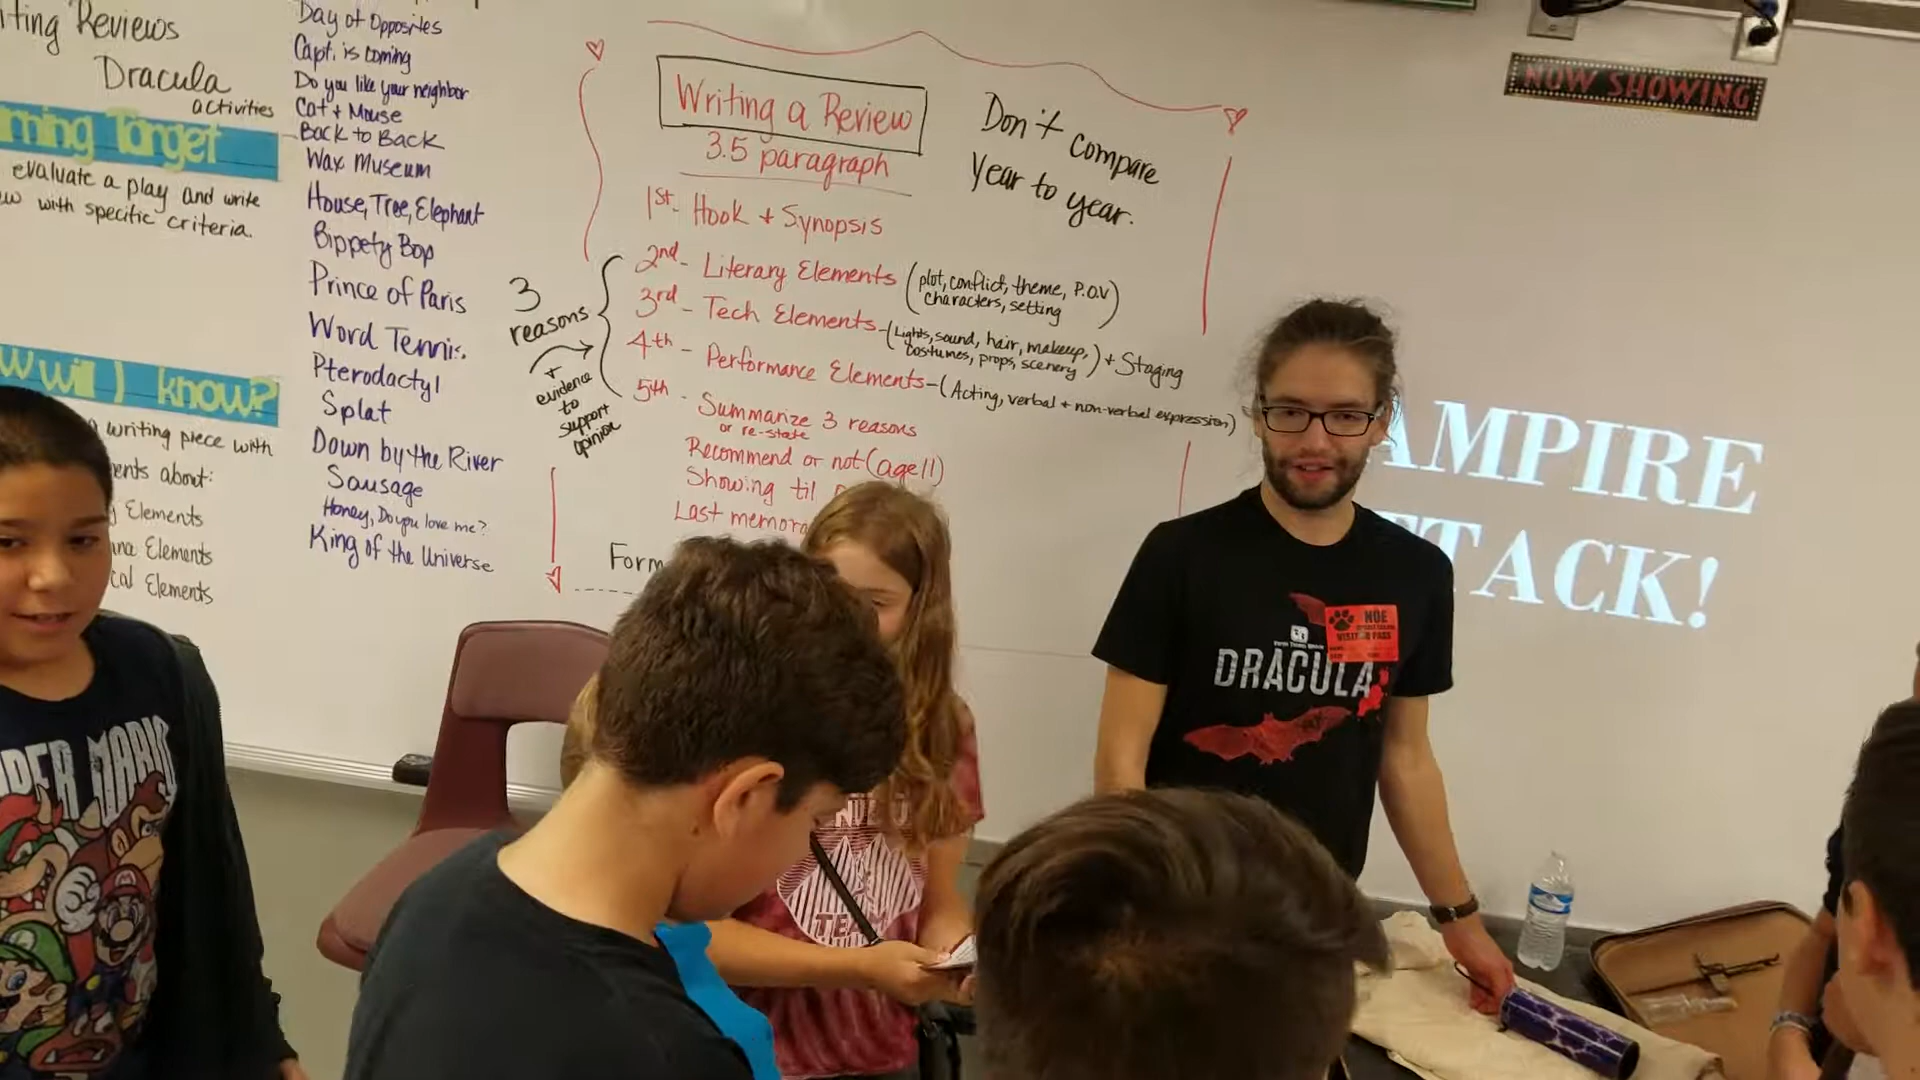 Reviews
Dracula
activities
Target
evaluate a play and write
with specific criteria.
will I know?
writing piece with
about:
Elements
Elements
Elements
Day of Opposites
Capt. is coming
Do you like your neighbor
Cat + Mouse
Back to Back
Wax Museum
House, Tree, Elephant
Bippety Bop
Prince of Paris
Word Tennis.
Pterodactyl
Splat
Down by the River
Sausage
Honey, Do you love me?
King of the Universe
Writing a Review
3.5 paragraph
Don't compare
Year to year.
1st - Hook + Synopsis
2nd - Literary Elements (plot, conflict, theme, P.O.V
characters, setting)
3rd - Tech Elements - (Lights, sound, hair, makeup,
costumes, props, scenery) + Staging
4th - Performance Elements - (Acting, verbal + non-verbal expression)
5th - Summarize 3 reasons
or re-state
Recommend or not (age!!)
Showing til
Last
3
reasons
+
evidence
to
support
opinion
NOW SHOWING
AMPIRE
TACK!
NOE
VISITOR PASS
DRACULA
MARIO